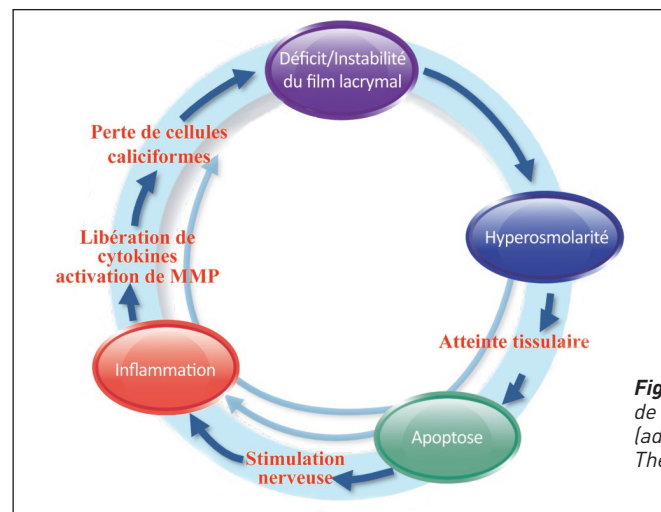 Déficit/Instabilité
du film lacrymal
Perte de cellules
caliciformes
Hyperosmolarité
Libération de
cytokines
activation de MMP
Atteinte tissulaire
Inflammation
Apoptose
Stimulation
nerveuse
Fig
de
(ad
The